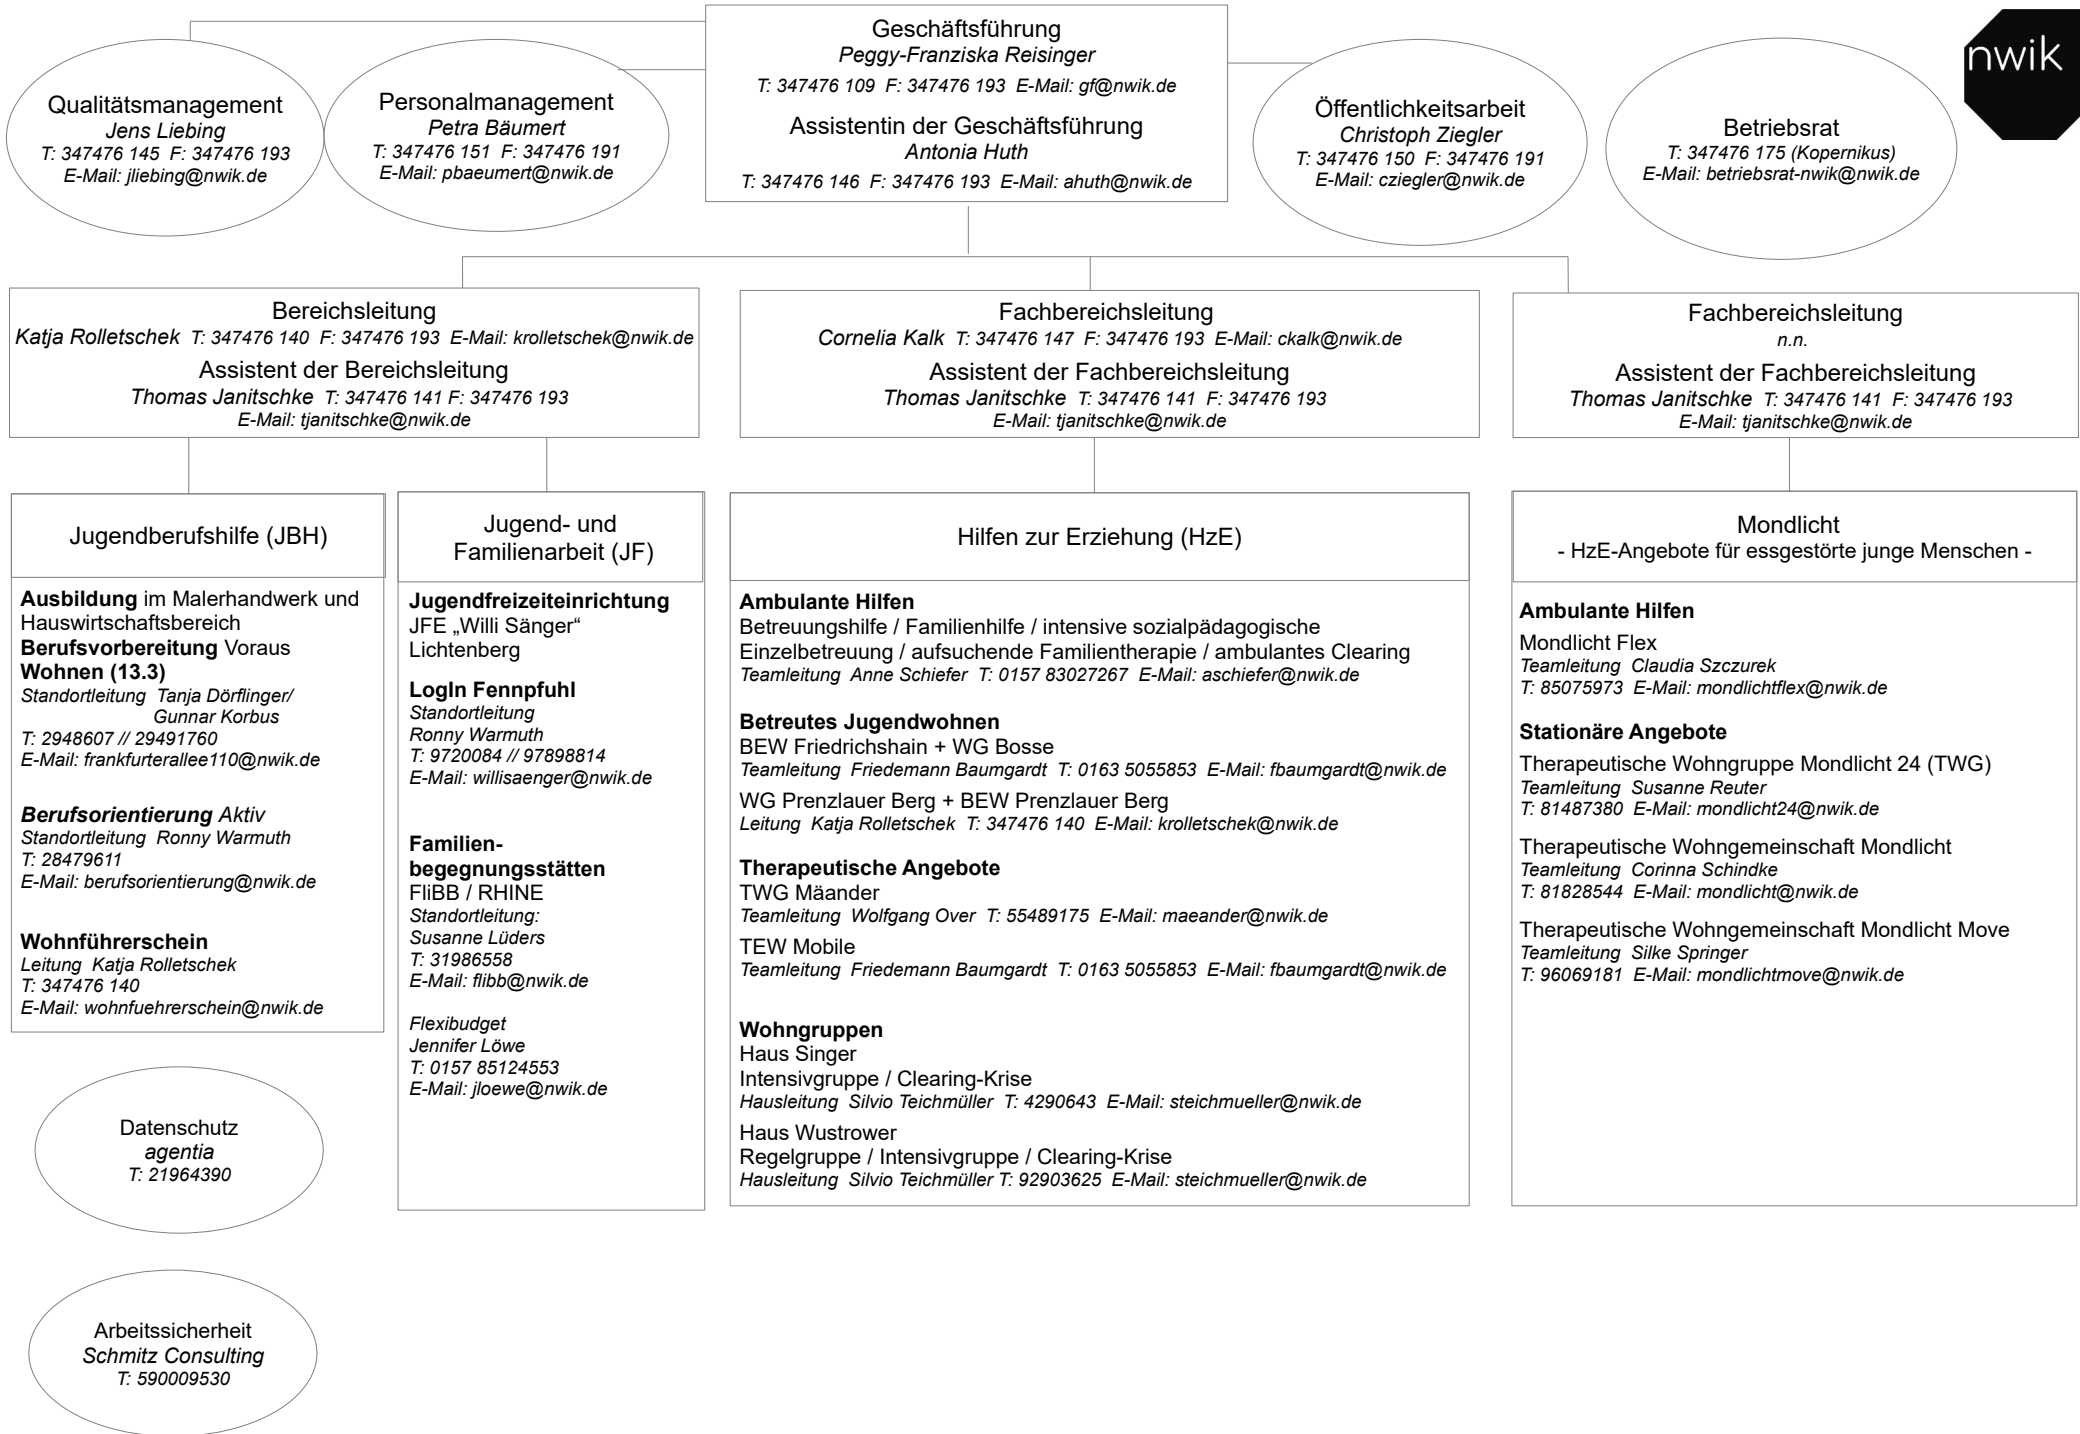 Geschäftsführung
Peggy-Franziska Reisinger
T: 347476 109 F: 347476 193 E-Mail: gf@nwik.de
Assistentin der Geschäftsführung
Antonia Huth
T: 347476 146 F: 347476 193 E-Mail: ahuth@nwik.de
nwik
Qualitätsmanagement
Jens Liebing
T: 347476 145 F: 347476 193
E-Mail: jliebing@nwik.de
Personalmanagement
Petra Bäumert
T: 347476 151 F: 347476 191
E-Mail: pbaeumert@nwik.de
Öffentlichkeitsarbeit
Christoph Ziegler
T: 347476 150 F: 347476 191
E-Mail: cziegler@nwik.de
Betriebsrat
T: 347476 175 (Kopernikus)
E-Mail: betriebsrat-nwik@nwik.de
Bereichsleitung
Katja Rolletschek T: 347476 140 F: 347476 193 E-Mail: krolletschek@nwik.de
Assistent der Bereichsleitung
Thomas Janitschke T: 347476 141 F: 347476 193
E-Mail: tjanitschke@nwik.de
Fachbereichsleitung
Cornelia Kalk T: 347476 147 F: 347476 193 E-Mail: ckalk@nwik.de
Assistent der Fachbereichsleitung
Thomas Janitschke T: 347476 141 F: 347476 193
E-Mail: tjanitschke@nwik.de
Fachbereichsleitung
n.n.
Assistent der Fachbereichsleitung
Thomas Janitschke T: 347476 141 F: 347476 193
E-Mail: tjanitschke@nwik.de
Jugendberufshilfe (JBH)
Ausbildung im Malerhandwerk und
Hauswirtschaftsbereich
Berufsvorbereitung Voraus
Wohnen (13.3)
Standortleitung Tanja Dörflinger/
Gunnar Korbus
T: 2948607 // 29491760
E-Mail: frankfurterallee110@nwik.de
Berufsorientierung Aktiv
Standortleitung Ronny Warmuth
T: 28479611
E-Mail: berufsorientierung@nwik.de
Wohnführerschein
Leitung Katja Rolletschek
T: 347476 140
E-Mail: wohnfuehrerschein@nwik.de
Jugend- und
Familienarbeit (JF)
Jugendfreizeiteinrichtung
JFE „Willi Sänger“
Lichtenberg
LogIn Fennpfuhl
Standortleitung
Ronny Warmuth
T: 9720084 // 97898814
E-Mail: willisaenger@nwik.de
Familien-
begegnungsstätten
FliBB / RHINE
Standortleitung:
Susanne Lüders
T: 31986558
E-Mail: flibb@nwik.de
Flexibudget
Jennifer Löwe
T: 0157 85124553
E-Mail: jloewe@nwik.de
Hilfen zur Erziehung (HzE)
Ambulante Hilfen
Betreuungshilfe / Familienhilfe / intensive sozialpädagogische
Einzelbetreuung / aufsuchende Familientherapie / ambulantes Clearing
Teamleitung Anne Schiefer T: 0157 83027267 E-Mail: aschiefer@nwik.de
Betreutes Jugendwohnen
BEW Friedrichshain + WG Bosse
Teamleitung Friedemann Baumgardt T: 0163 5055853 E-Mail: fbaumgardt@nwik.de
WG Prenzlauer Berg + BEW Prenzlauer Berg
Leitung Katja Rolletschek T: 347476 140 E-Mail: krolletschek@nwik.de
Therapeutische Angebote
TWG Mäander
Teamleitung Wolfgang Over T: 55489175 E-Mail: maeander@nwik.de
TEW Mobile
Teamleitung Friedemann Baumgardt T: 0163 5055853 E-Mail: fbaumgardt@nwik.de
Wohngruppen
Haus Singer
Intensivgruppe / Clearing-Krise
Hausleitung Silvio Teichmüller T: 4290643 E-Mail: steichmueller@nwik.de
Haus Wustrower
Regelgruppe / Intensivgruppe / Clearing-Krise
Hausleitung Silvio Teichmüller T: 92903625 E-Mail: steichmueller@nwik.de
Mondlicht
- HzE-Angebote für essgestörte junge Menschen -
Ambulante Hilfen
Mondlicht Flex
Teamleitung Claudia Szczurek
T: 85075973 E-Mail: mondlichtflex@nwik.de
Stationäre Angebote
Therapeutische Wohngruppe Mondlicht 24 (TWG)
Teamleitung Susanne Reuter
T: 81487380 E-Mail: mondlicht24@nwik.de
Therapeutische Wohngemeinschaft Mondlicht
Teamleitung Corinna Schindke
T: 81828544 E-Mail: mondlicht@nwik.de
Therapeutische Wohngemeinschaft Mondlicht Move
Teamleitung Silke Springer
T: 96069181 E-Mail: mondlichtmove@nwik.de
Datenschutz
agentia
T: 21964390
Arbeitssicherheit
Schmitz Consulting
T: 590009530